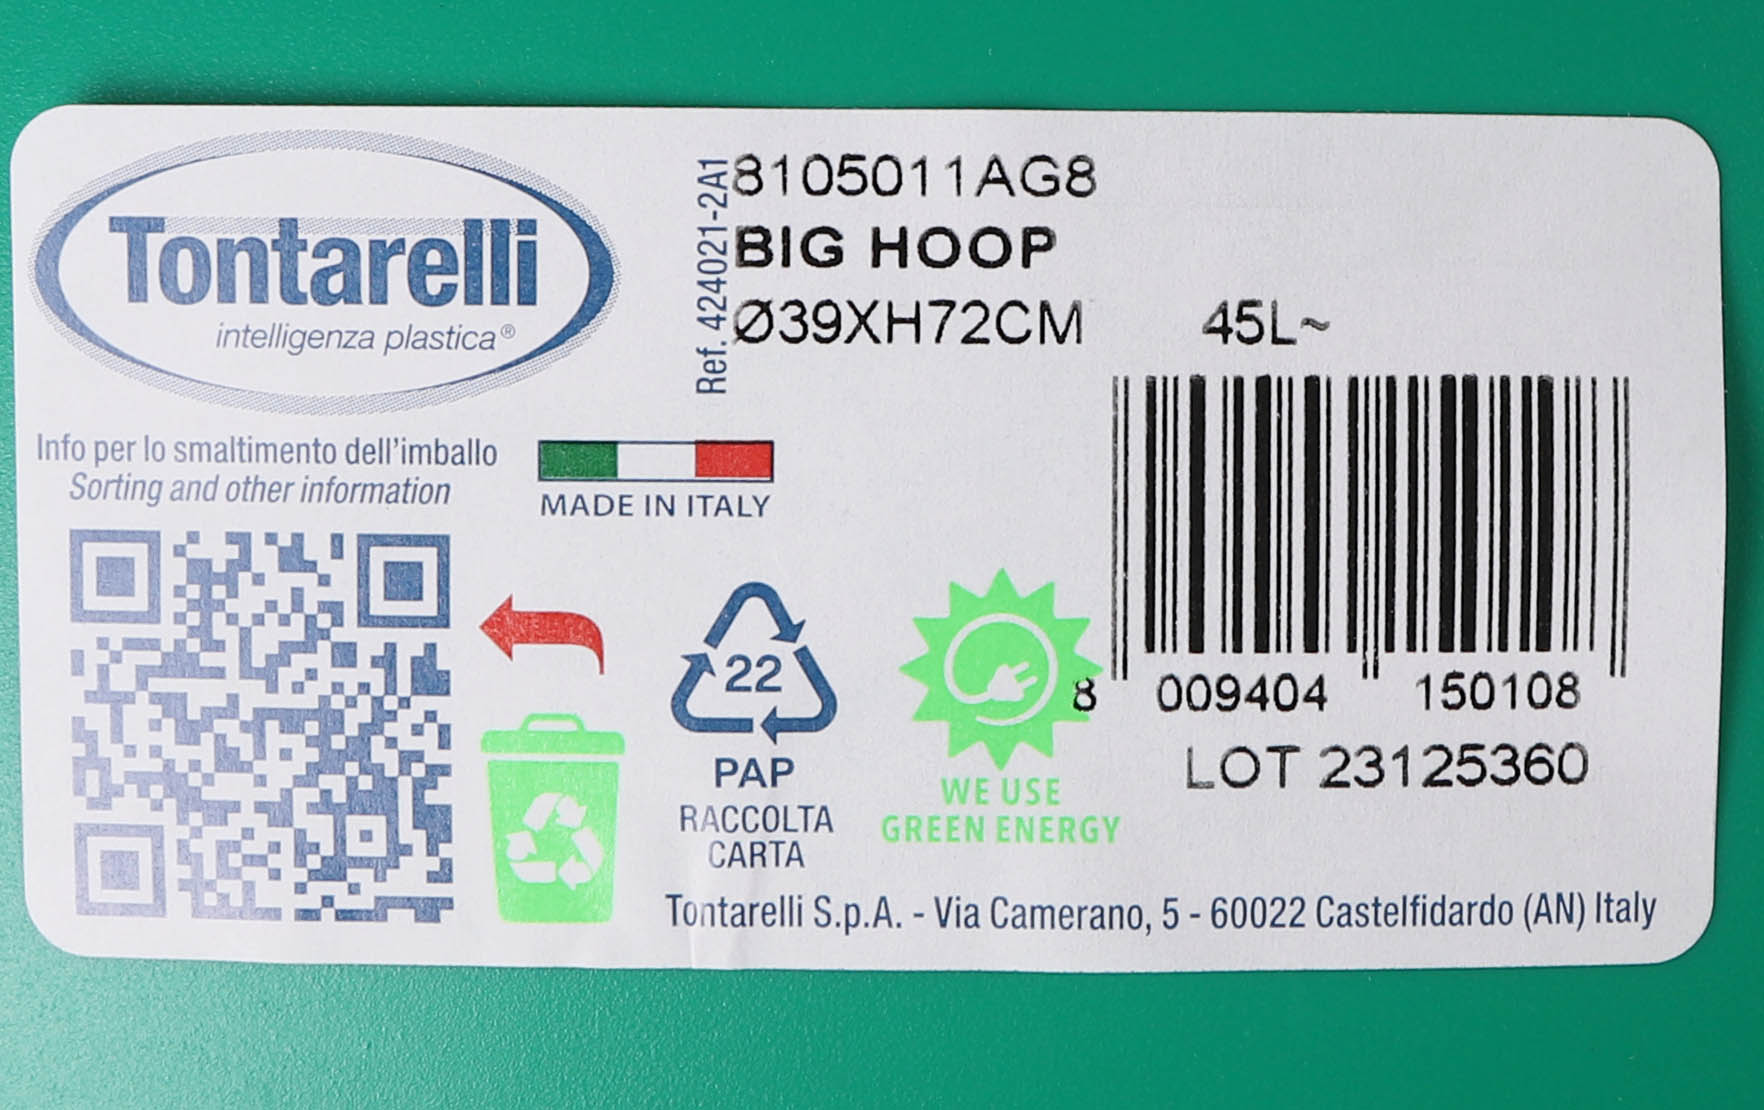 Tontarelli
intelligenza plastica®
Ref. 424021-2A1
8105011AG8
BIG HOOP
Ø39XH72CM 45L~
Info per lo smaltimento dell'imballo
Sorting and other information
MADE IN ITALY
22
PAP
RACCOLTA
CARTA
WE USE
GREEN ENERGY
8 009404 150108
LOT 23125360
Tontarelli S.p.A. - Via Camerano, 5 - 60022 Castelfidardo (AN) Italy